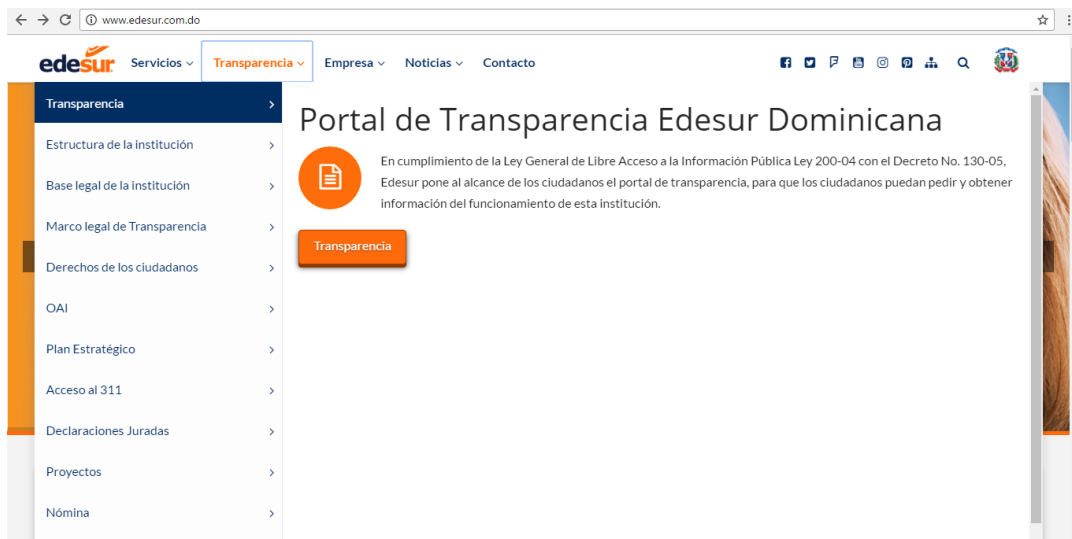 www.edesur.com.do
edesur Servicios Transparencia Empresa Noticias Contacto
Transparencia
Estructura de la institución
Base legal de la institución
Marco legal de Transparencia
Derechos de los ciudadanos
OAI
Plan Estratégico
Acceso al 311
Declaraciones Juradas
Proyectos
Nómina
Portal de Transparencia Edesur Dominicana
En cumplimiento de la Ley General de Libre Acceso a la Información Pública Ley 200-04 con el Decreto No. 130-05,
Edesur pone al alcance de los ciudadanos el portal de transparencia, para que los ciudadanos puedan pedir y obtener
información del funcionamiento de esta institución.
Transparencia